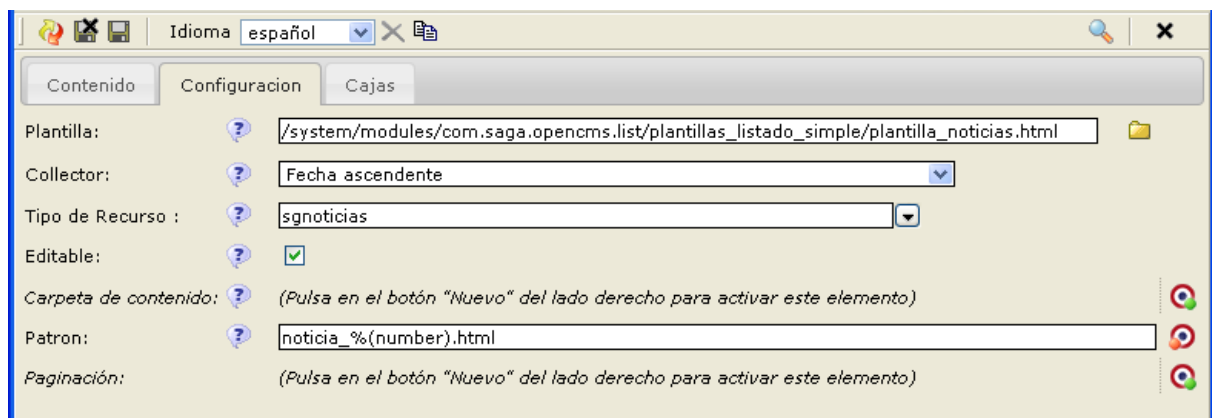 Idioma español
Contenido Configuracion Cajas
Plantilla: /system/modules/com.saga.opencms.list/plantillas_listado_simple/plantilla_noticias.html
Collector: Fecha ascendente
Tipo de Recurso : sgnoticias
Editable:
Carpeta de contenido: (Pulsa en el botón "Nuevo" del lado derecho para activar este elemento)
Patron: noticia_%(number).html
Paginación: (Pulsa en el botón "Nuevo" del lado derecho para activar este elemento)